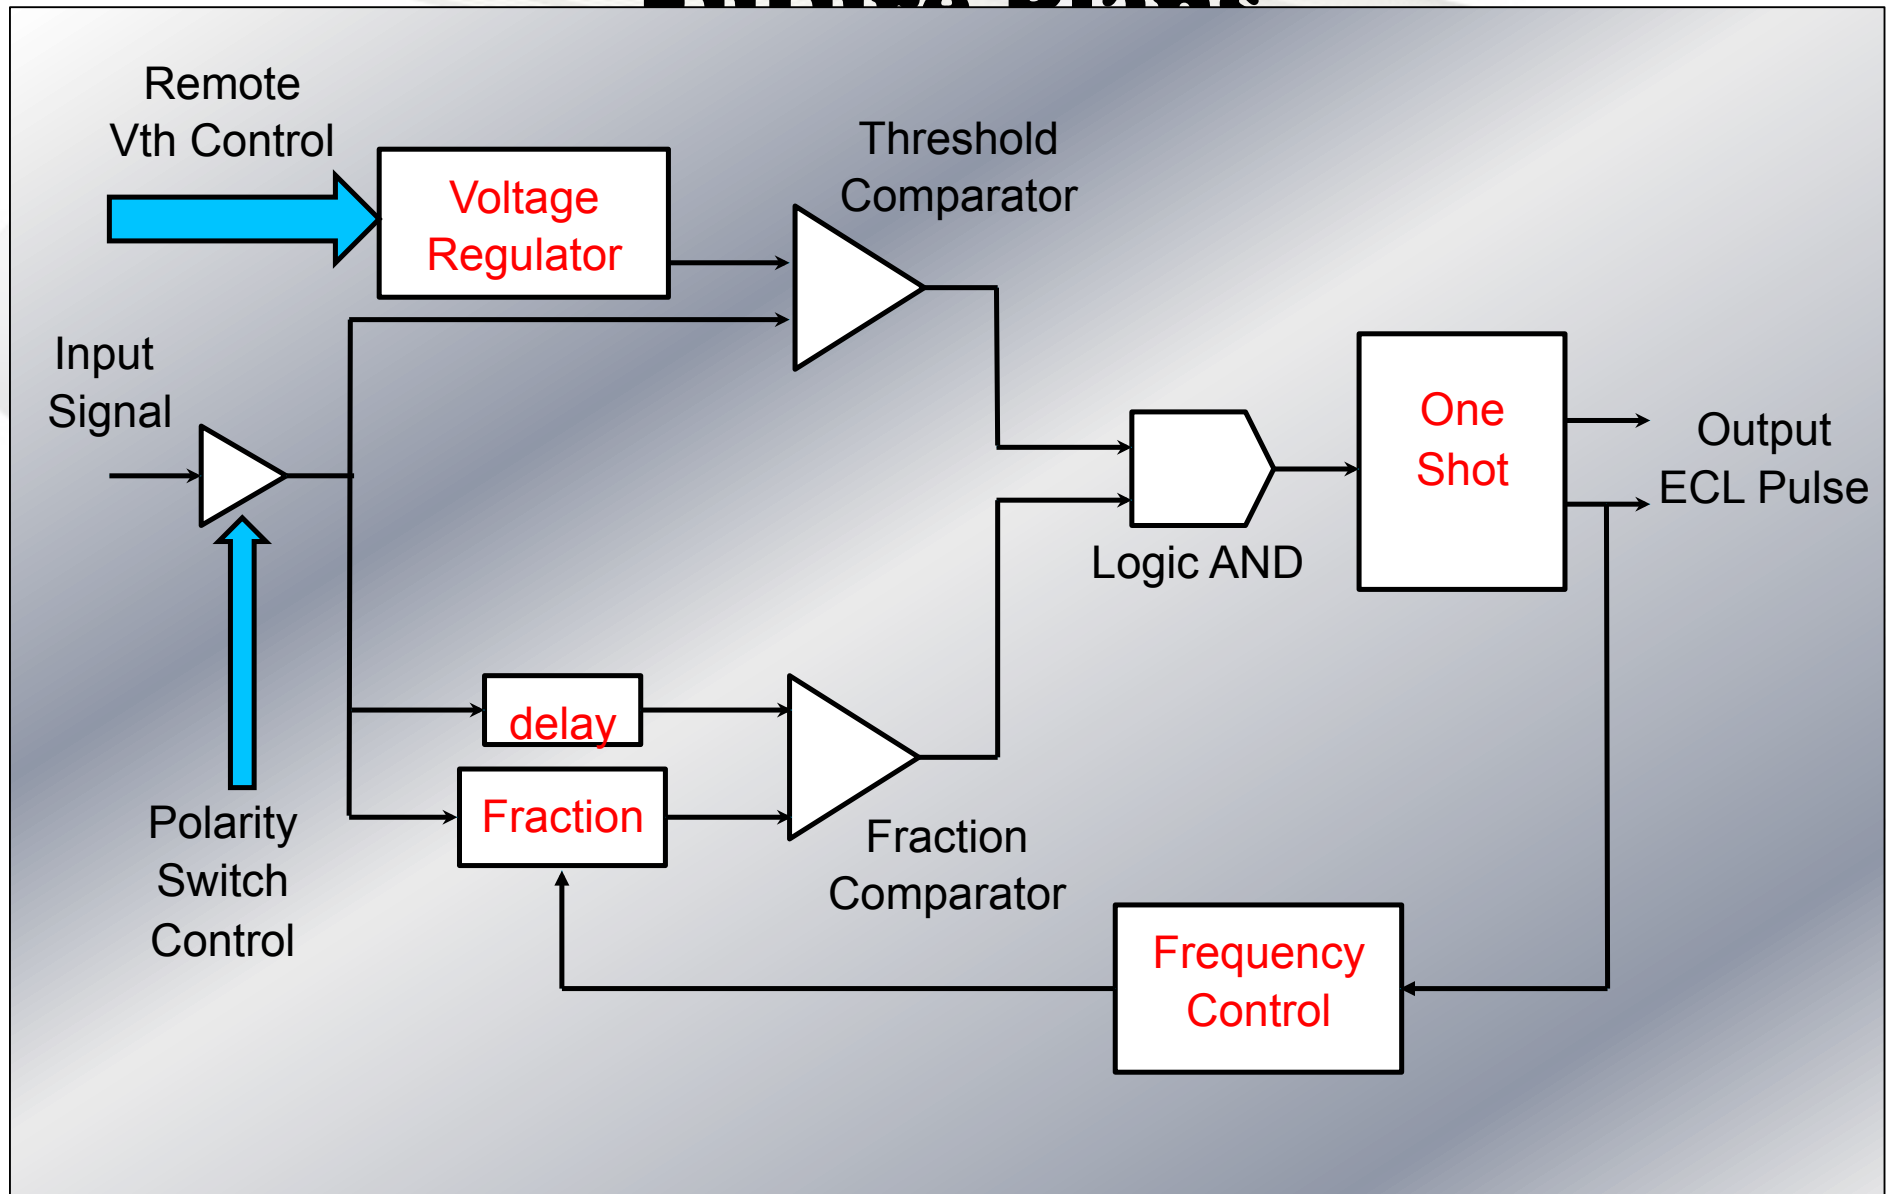 Remote
Vth Control
Voltage
Regulator
Threshold
Comparator
Input
Signal
One
Shot
Output
ECL Pulse
Logic AND
delay
Fraction
Polarity
Switch
Control
Fraction
Comparator
Frequency
Control